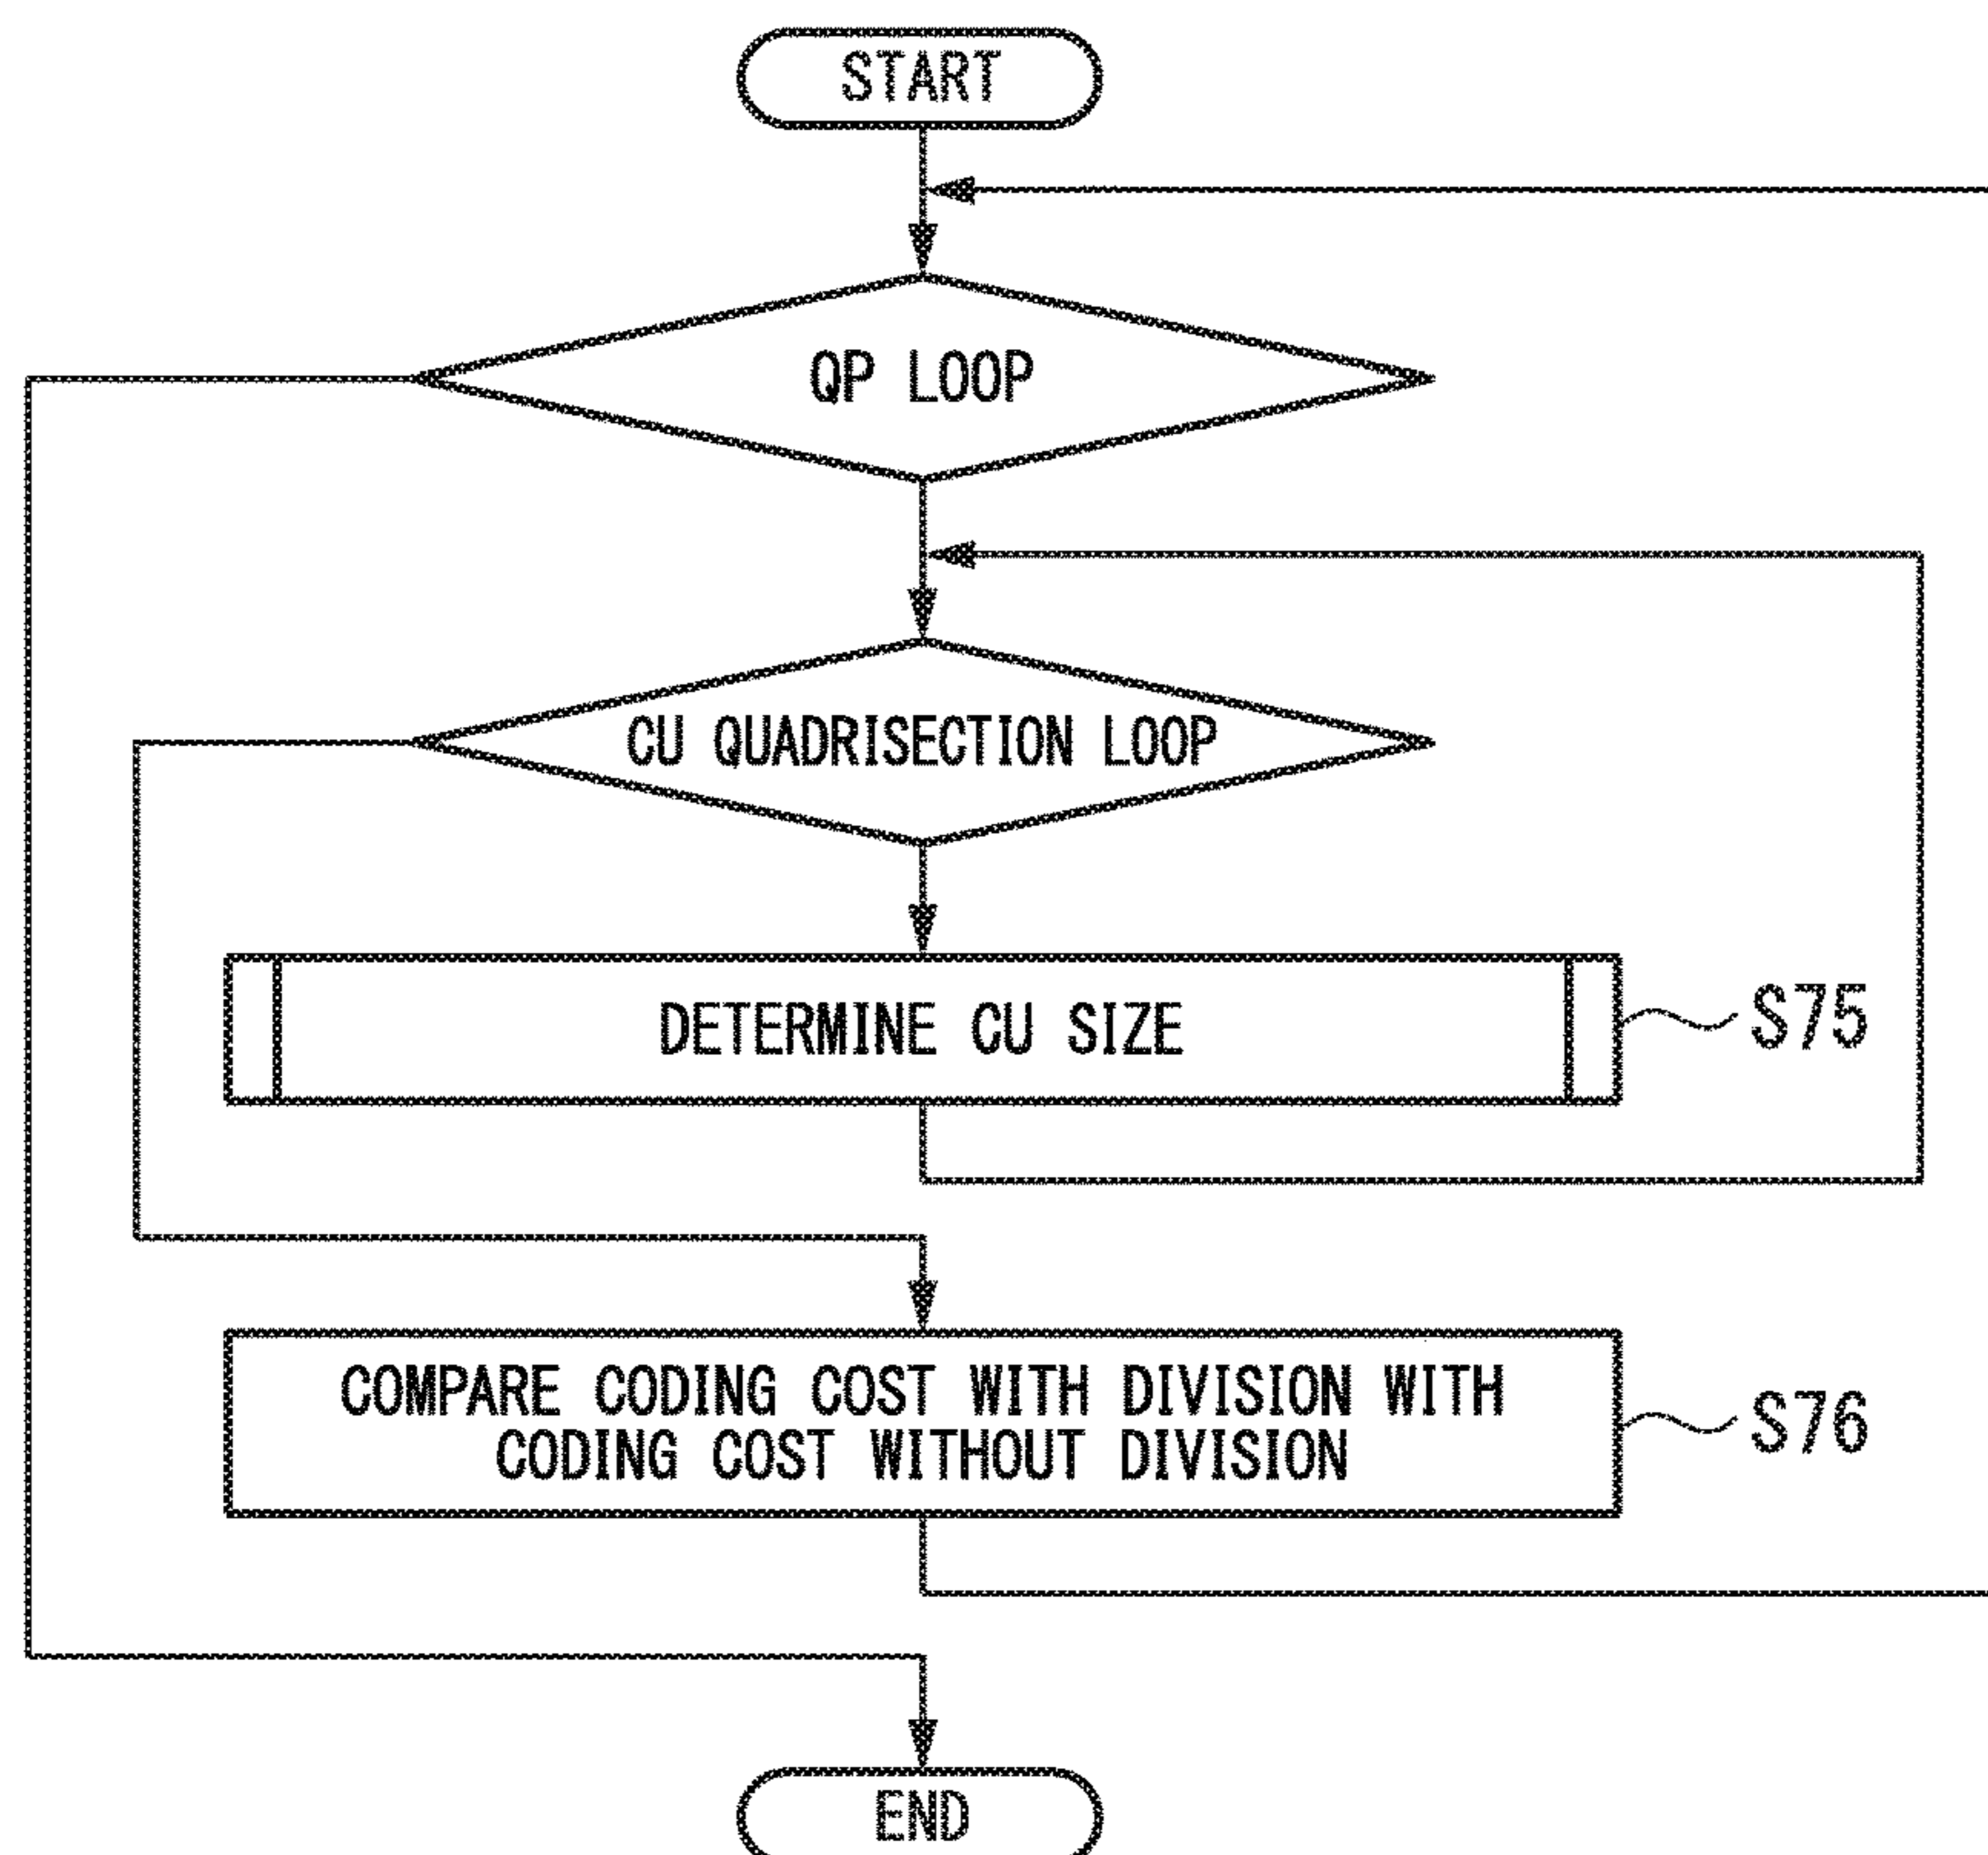 START
QP LOOP
CU QUADRISECTION LOOP
DETERMINE CU SIZE
S75
COMPARE CODING COST WITH DIVISION WITH
CODING COST WITHOUT DIVISION
S76
END